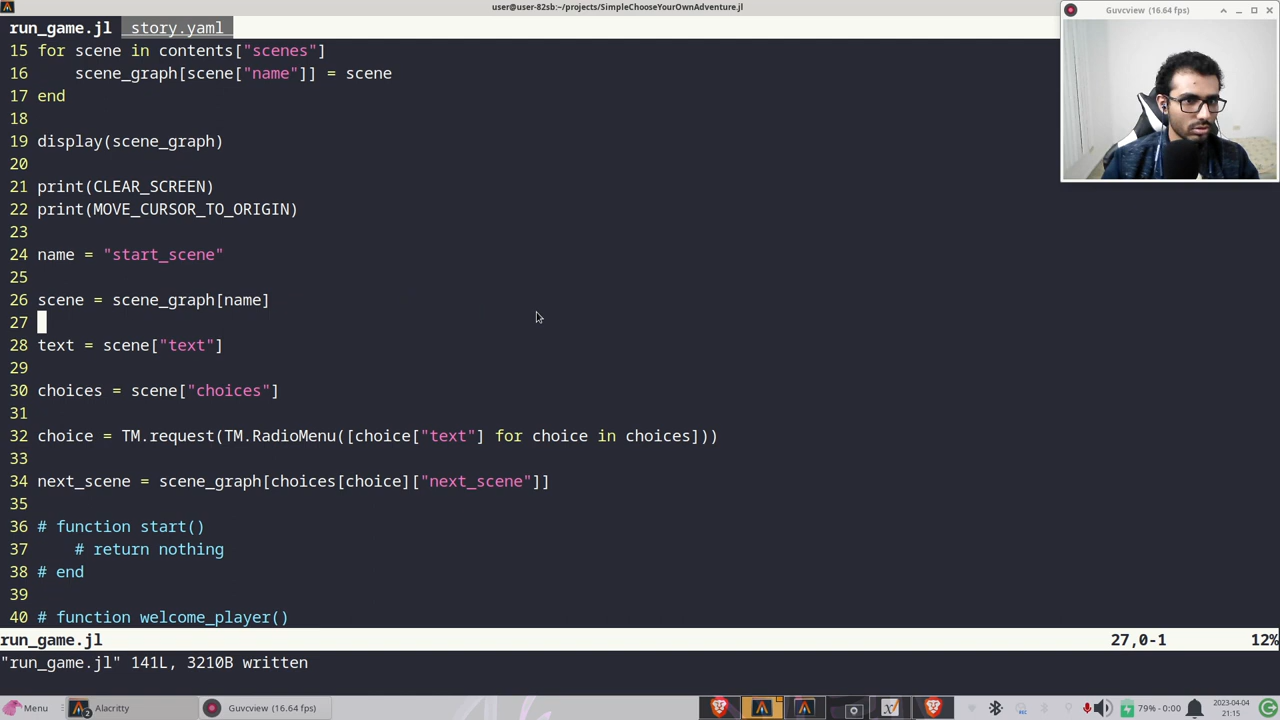 user@user-82sb:~/projects/SimpleChooseYourOwnAdventure.jl
run_game.jl story.yaml
Guvcview (16.64 fps)
15 for scene in contents["scenes"]
16     scene_graph[scene["name"]] = scene
17 end
18
19 display(scene_graph)
20
21 print(CLEAR_SCREEN)
22 print(MOVE_CURSOR_TO_ORIGIN)
23
24 name = "start_scene"
25
26 scene = scene_graph[name]
27
28 text = scene["text"]
29
30 choices = scene["choices"]
31
32 choice = TM.request(TM.RadioMenu([choice["text"] for choice in choices]))
33
34 next_scene = scene_graph[choices[choice]["next_scene"]]
35
36 # function start()
37     # return nothing
38 # end
39
40 # function welcome_player()
run_game.jl 27,0-1 12%
"run_game.jl" 141L, 3210B written
Menu Alacritty Guvcview (16.64 fps) 79% - 0:00 2023-04-04
21:15